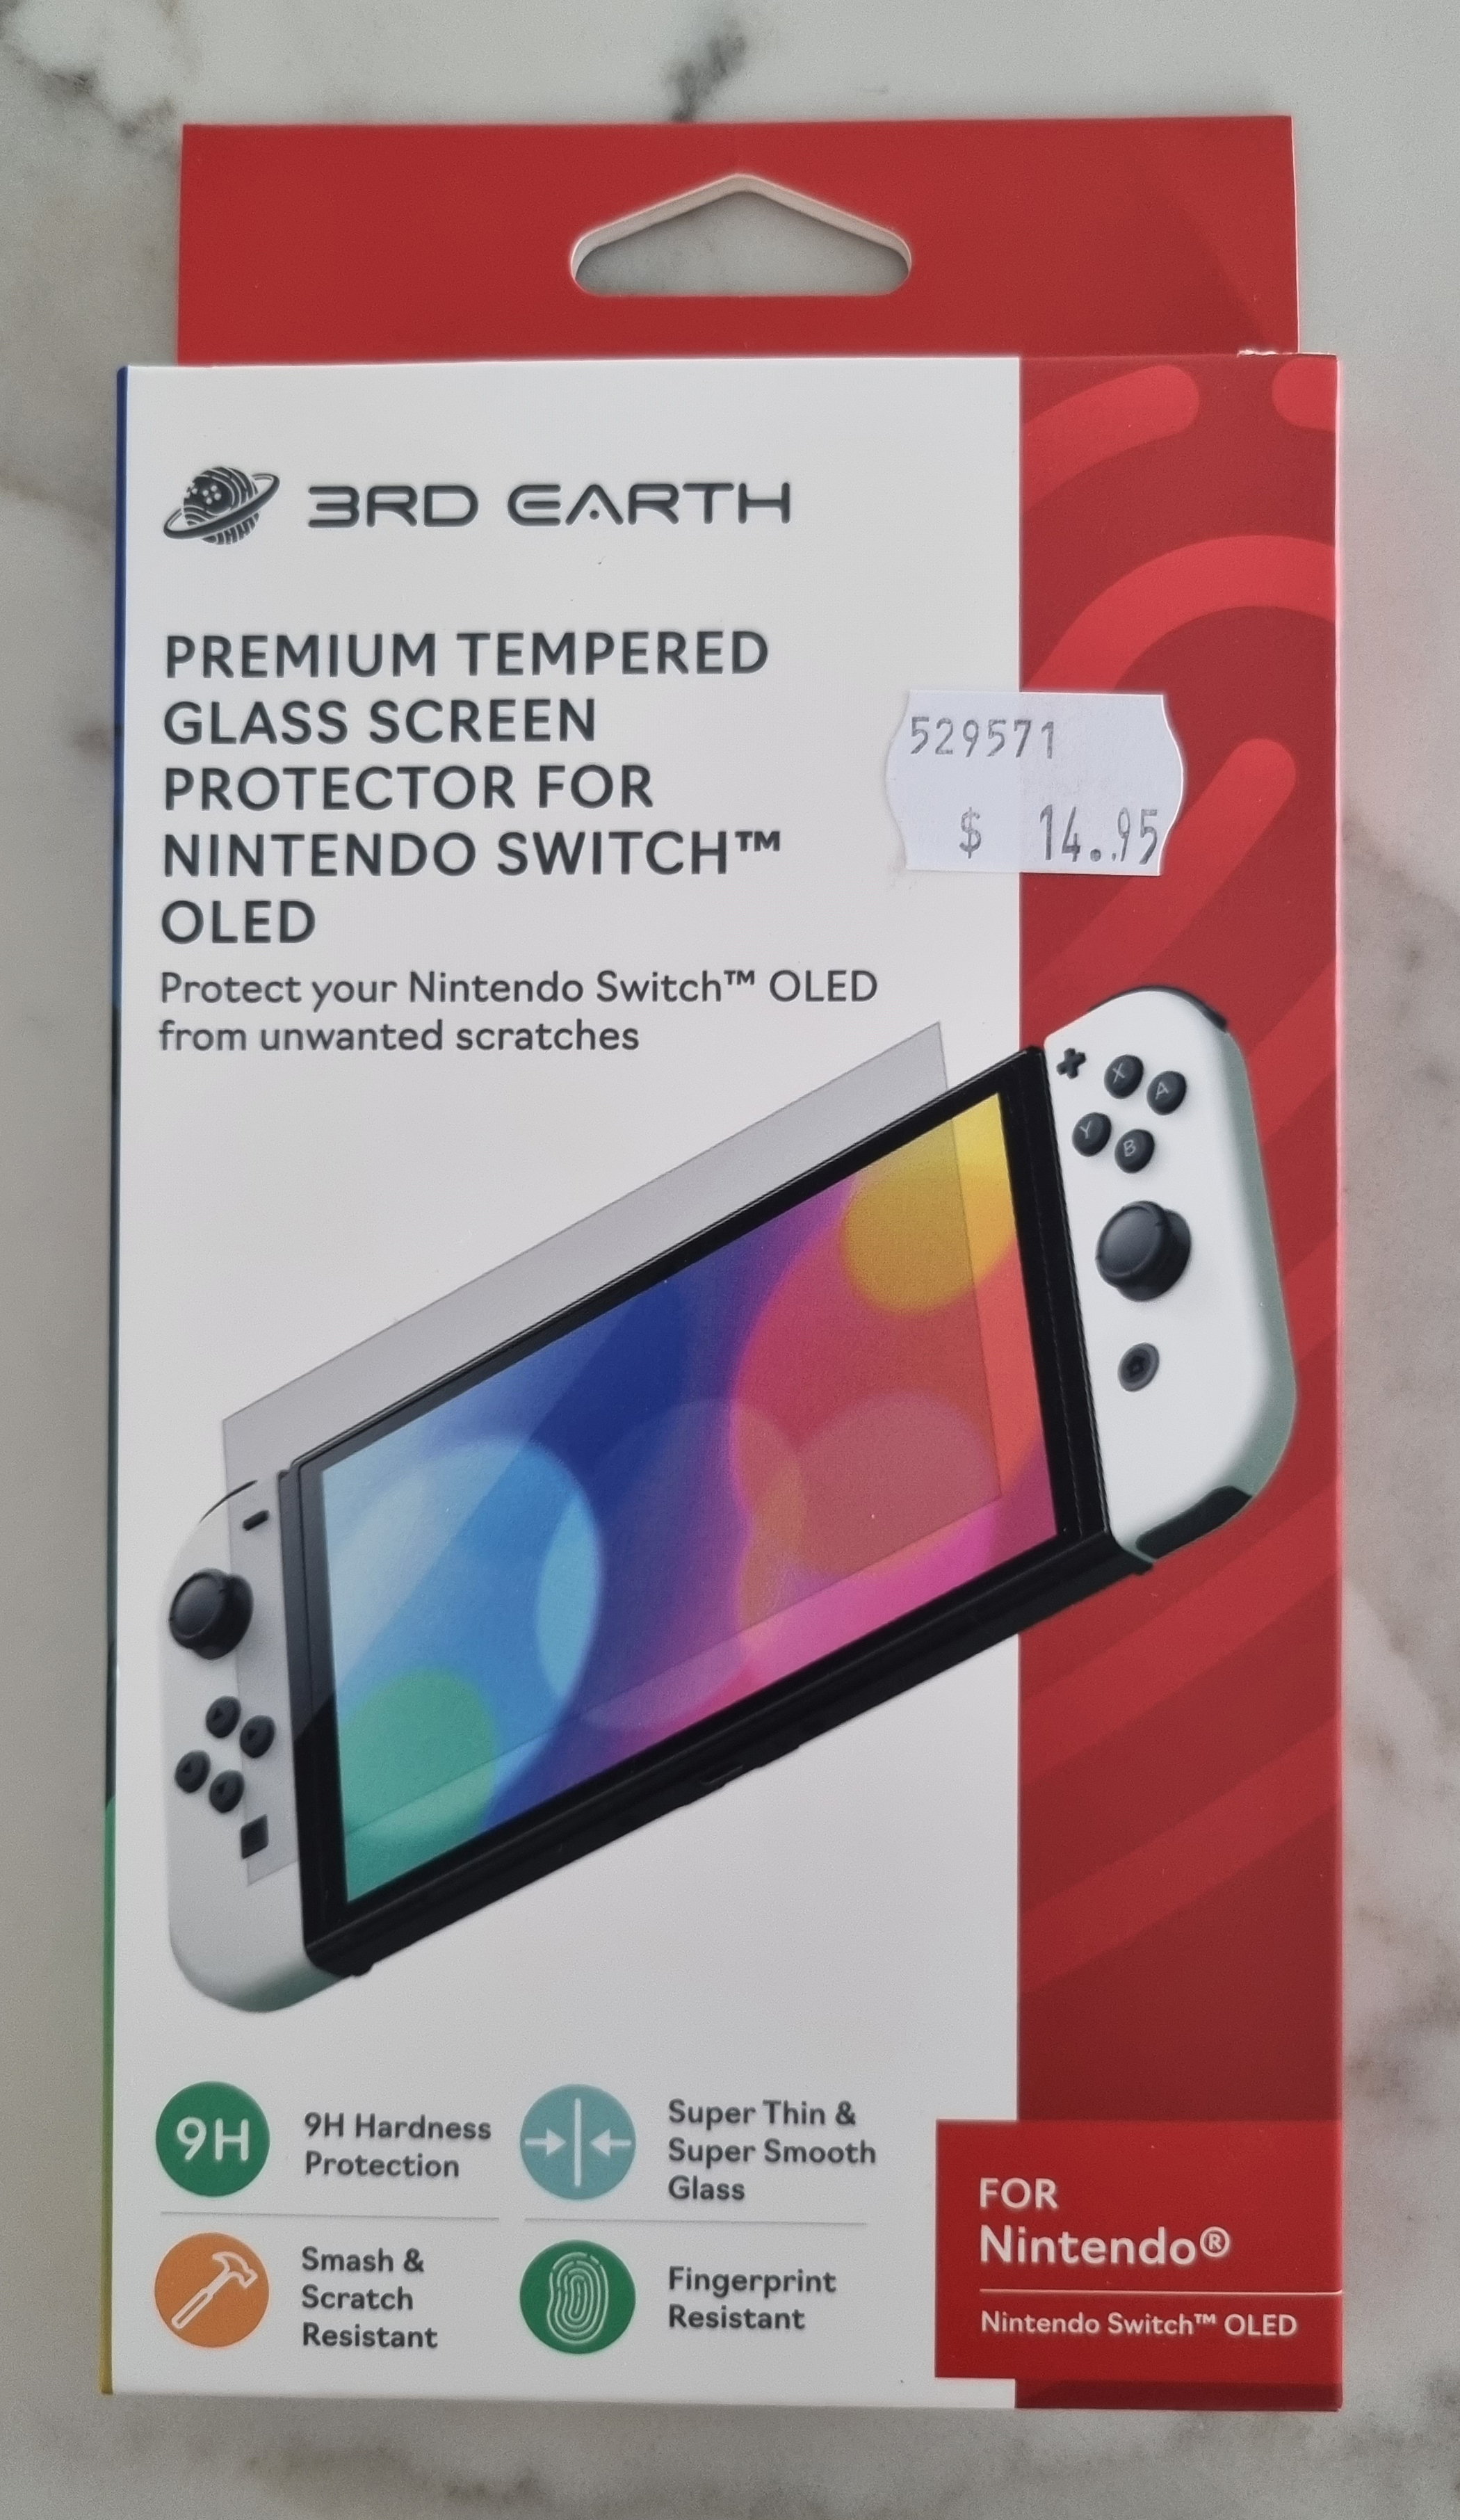 3RD EARTH
PREMIUM TEMPERED
GLASS SCREEN
PROTECTOR FOR
NINTENDO SWITCH™
OLED
529571
$ 14.95
Protect your Nintendo Switch™ OLED
from unwanted scratches
X
A
Y
B
9H
9H Hardness
Protection
Super Thin &
Super Smooth
Glass
Smash &
Scratch
Resistant
Fingerprint
Resistant
FOR
Nintendo®
Nintendo Switch™ OLED